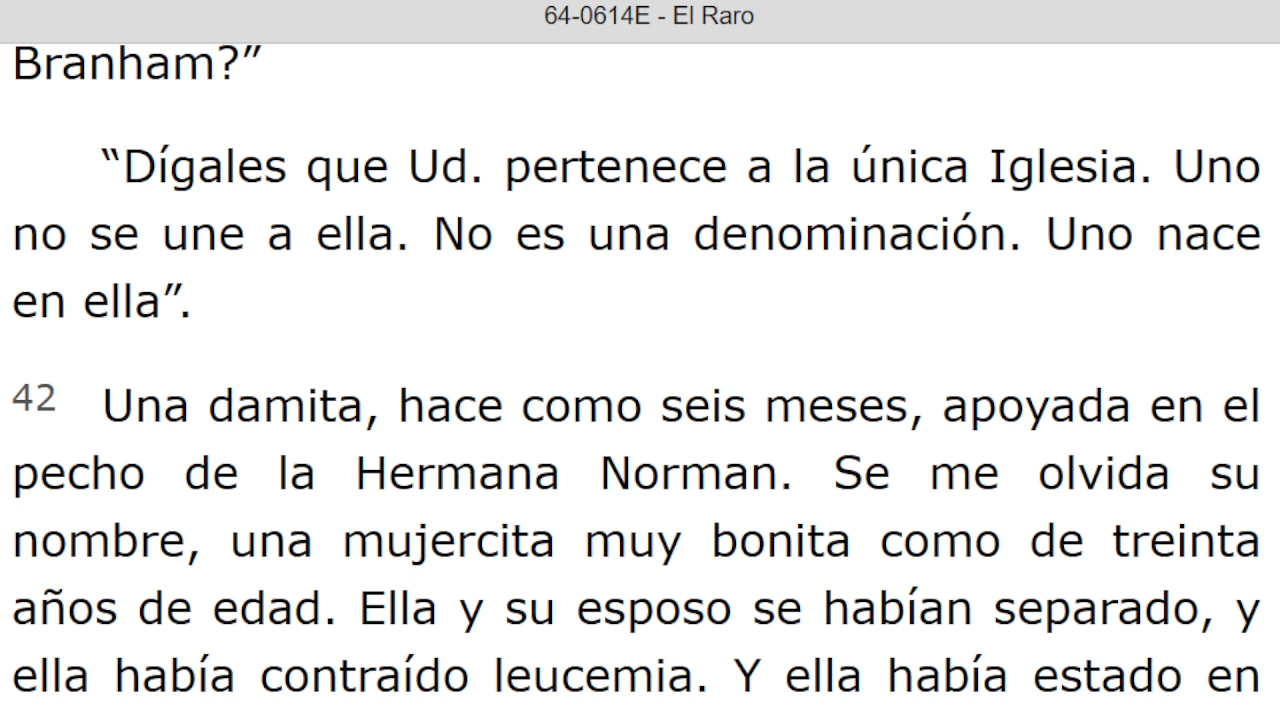 64-0614E - El Raro
Branham?”
“Dígales que Ud. pertenece a la única Iglesia. Uno
no se une a ella. No es una denominación. Uno nace
en ella”.
42 Una damita, hace como seis meses, apoyada en el
pecho de la Hermana Norman. Se me olvida su
nombre, una mujercita muy bonita como de treinta
años de edad. Ella y su esposo se habían separado, y
ella había contraído leucemia. Y ella había estado en